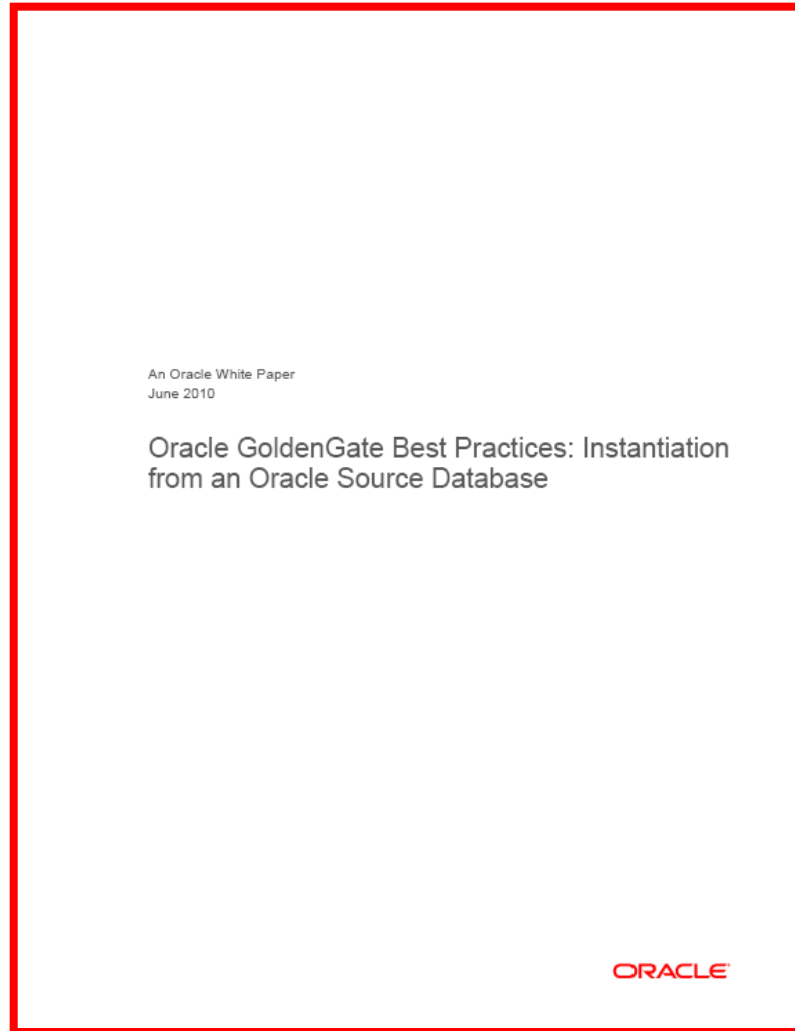 An Oracle White Paper
June 2010
Oracle GoldenGate Best Practices: Instantiation
from an Oracle Source Database
ORACLE